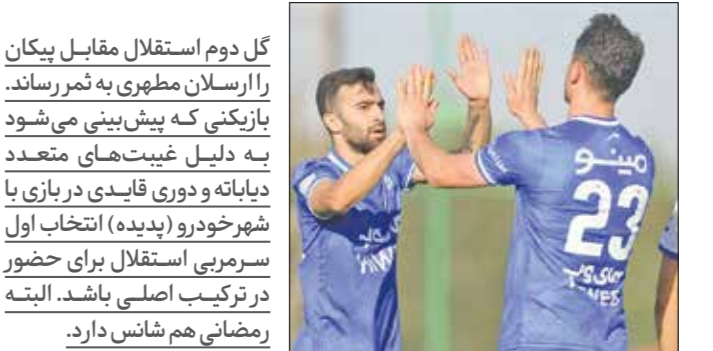 گل دوم استقلال مقابل پیکان
را ارسلان مطهری به ثمر رساند.
بازیکنی که پیش‌بینی می‌شود
به دلیل غیبت‌های متعدد
دیاباته و دوری قایدی در بازی با
شهرخودرو (پدیده) انتخاب اول
سرمربی استقلال برای حضور
در ترکیب اصلی باشد. البته
رمضانی هم شانس دارد.
مینو
23